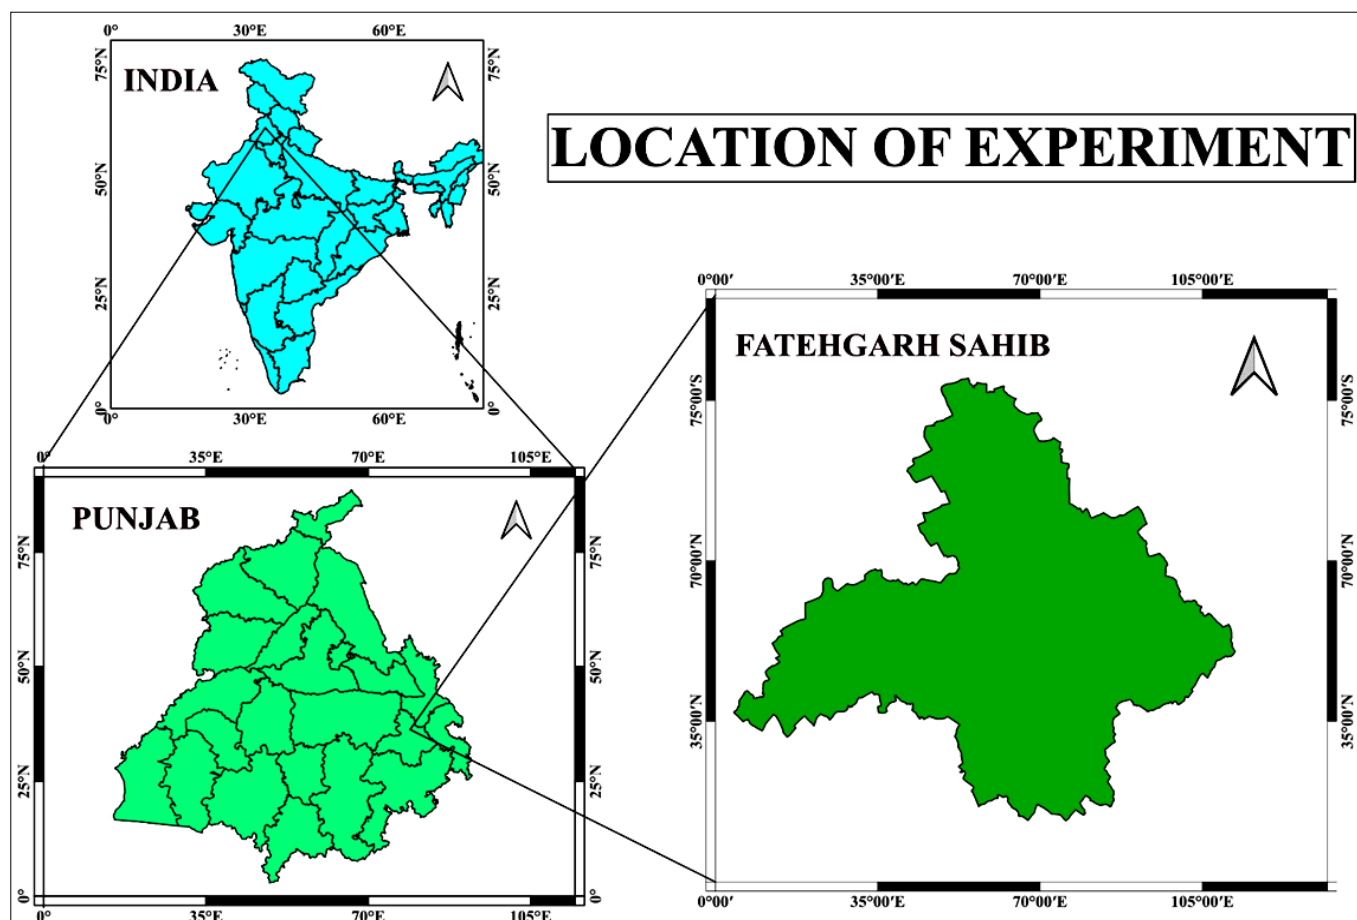 0° 30°E 60°E
75°N 75°N
INDIA
LOCATION OF EXPERIMENT
50°N 50°N
25°N 25°N
0° 0°
0° 30°E 60°E
0°00′ 35°00′E 70°00′E 105°00′E
FATEHGARH SAHIB
75°00′S 75°00′S
0° 35°E 70°E 105°E
PUNJAB
75°N 75°N
70°00′N 70°00′N
50°N 50°N
35°00′N 35°00′N
25°N 25°N
0° 0°
0°00′ 35°00′E 70°00′E 105°00′E
0° 35°E 70°E 105°E